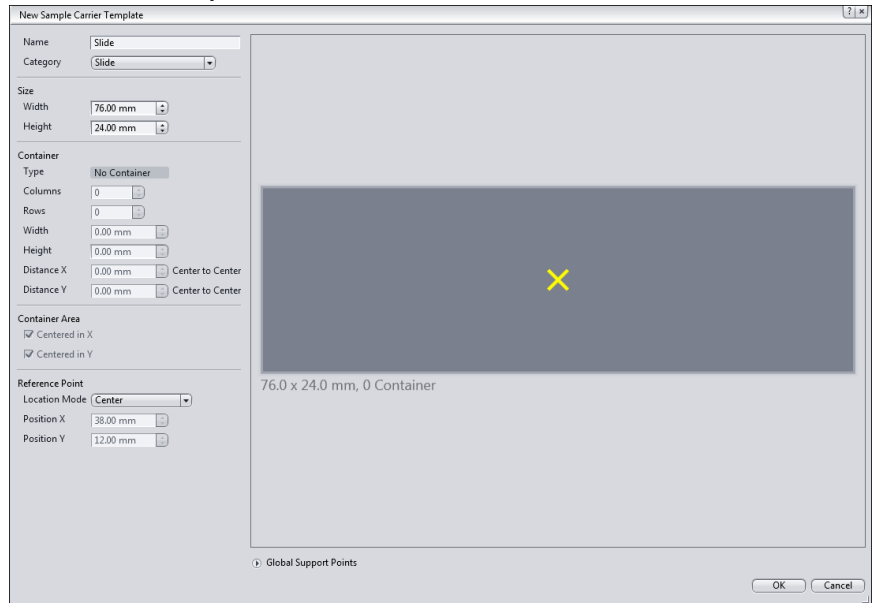 New Sample Carrier Template
? ×
Name Slide
Category Slide
Size
Width 76.00 mm
Height 24.00 mm
Container
Type No Container
Columns 0
Rows 0
Width 0.00 mm
Height 0.00 mm
Distance X 0.00 mm Center to Center
Distance Y 0.00 mm Center to Center
Container Area
Centered in X
Centered in Y
Reference Point
Location Mode Center
Position X 38.00 mm
Position Y 12.00 mm
76.0 x 24.0 mm, 0 Container
Global Support Points
OK Cancel